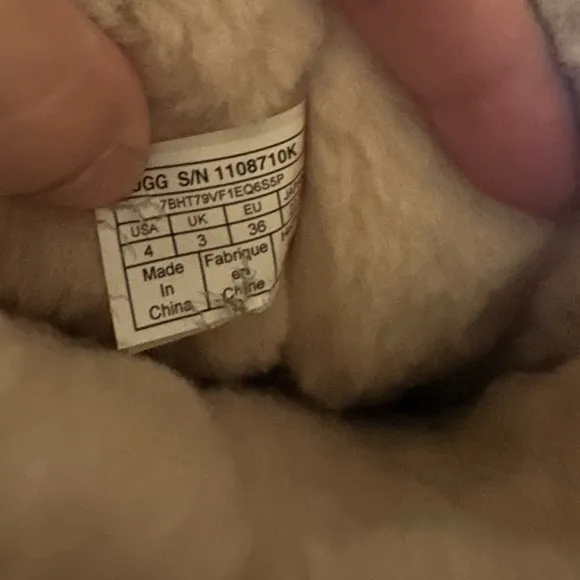 UGG S/N 1108710K
7BHT79VF1EQ6S5P
USA UK EU
4 3 36
Made Fabrique
In en
China Chine